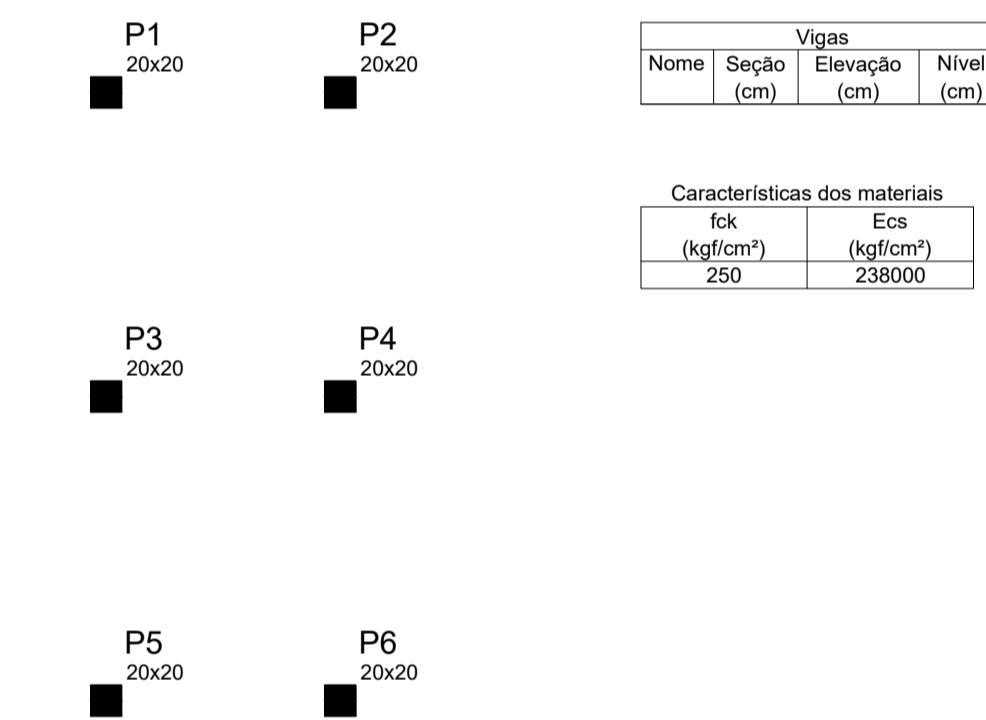 P1
20x20
P2
20x20
Vigas
Nome Seção Elevação Nível
(cm) (cm) (cm)
Características dos materiais
fck Ecs
(kgf/cm²) (kgf/cm²)
250 238000
P3
20x20
P4
20x20
P5
20x20
P6
20x20